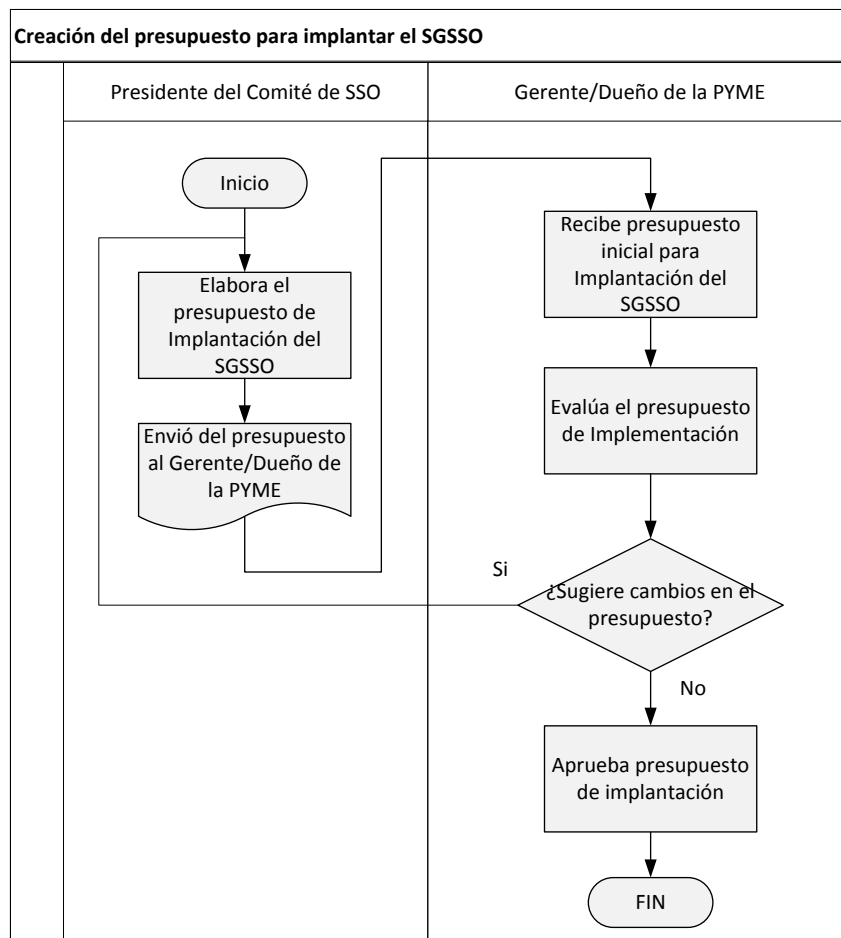 Creación del presupuesto para implantar el SGSSO
Presidente del Comité de SSO
Gerente/Dueño de la PYME
Inicio
Elabora el
presupuesto de
Implantación del
SGSSO
Envió del presupuesto
al Gerente/Dueño de
la PYME
Recibe presupuesto
inicial para
Implantación del
SGSSO
Evalúa el presupuesto
de Implementación
¿Sugiere cambios en el
presupuesto?
Si
No
Aprueba presupuesto
de implantación
FIN